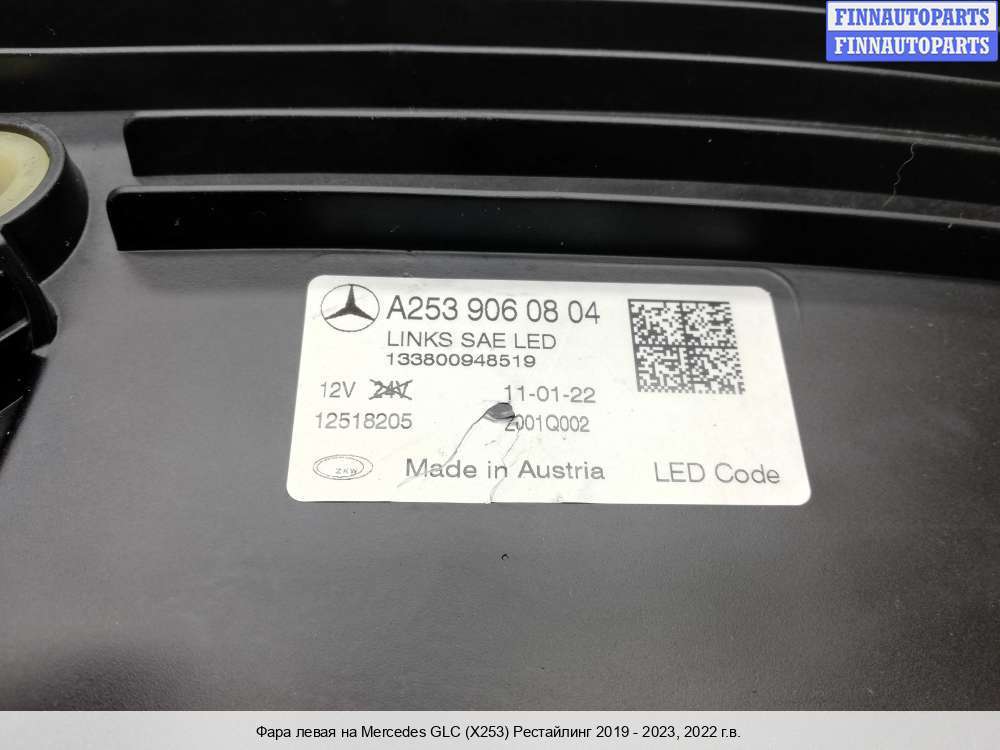 FINNAUTOPARTS
FINNAUTOPARTS
A253 906 08 04
LINKS SAE LED
133800948519
12V 24V 11-01-22
12518205 Z001Q002
ZKW Made in Austria LED Code
Фара левая на Mercedes GLC (X253) Рестайлинг 2019 - 2023, 2022 г.в.